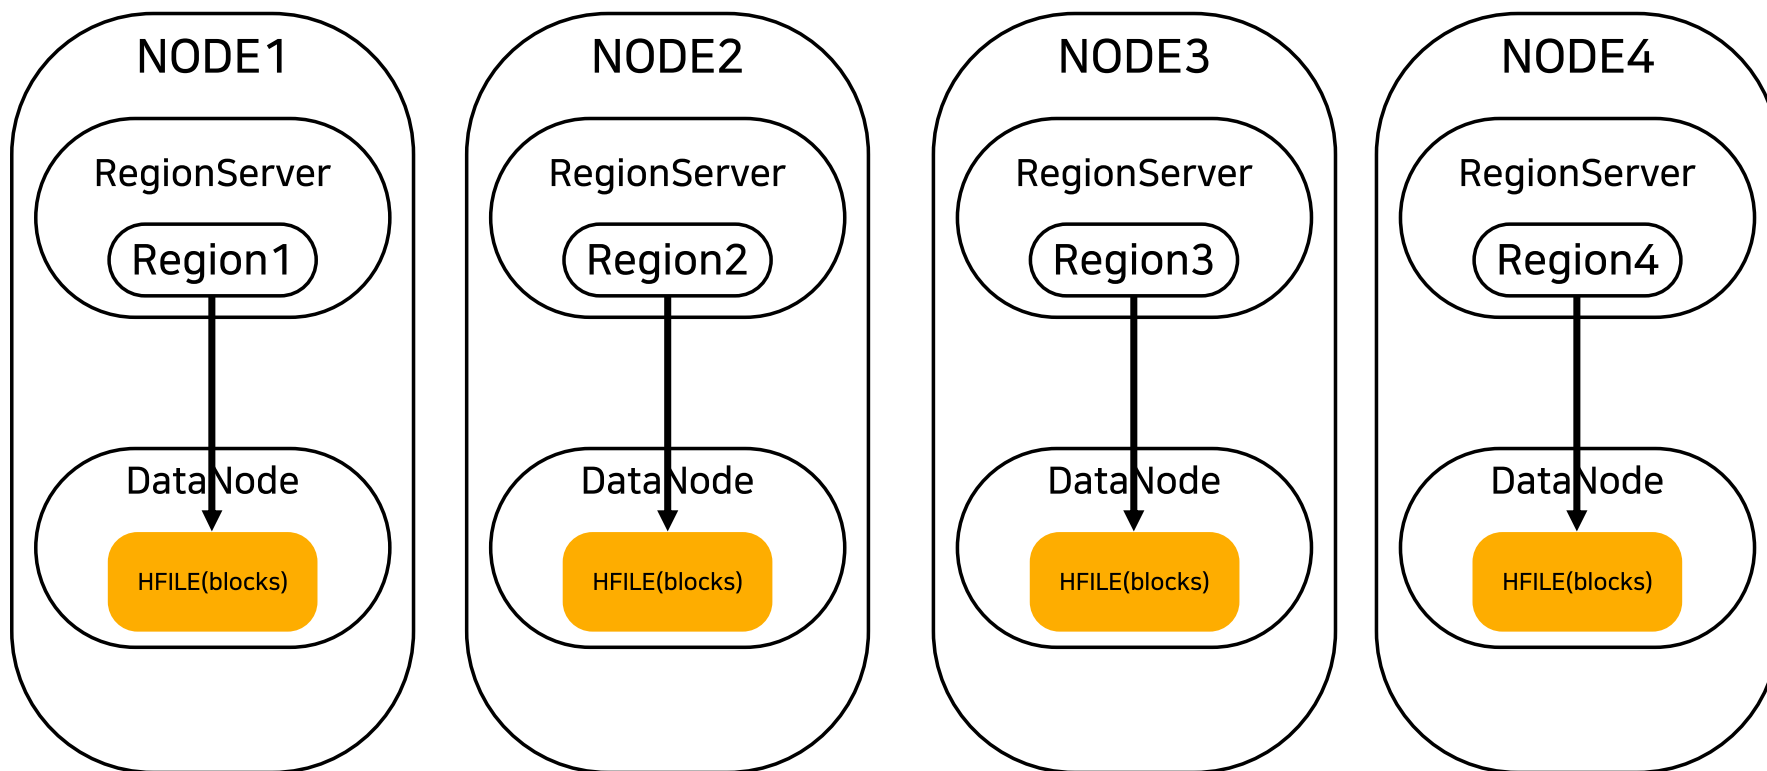 NODE1
RegionServer
Region1
DataNode
HFILE(blocks)
NODE2
RegionServer
Region2
DataNode
HFILE(blocks)
NODE3
RegionServer
Region3
DataNode
HFILE(blocks)
NODE4
RegionServer
Region4
DataNode
HFILE(blocks)